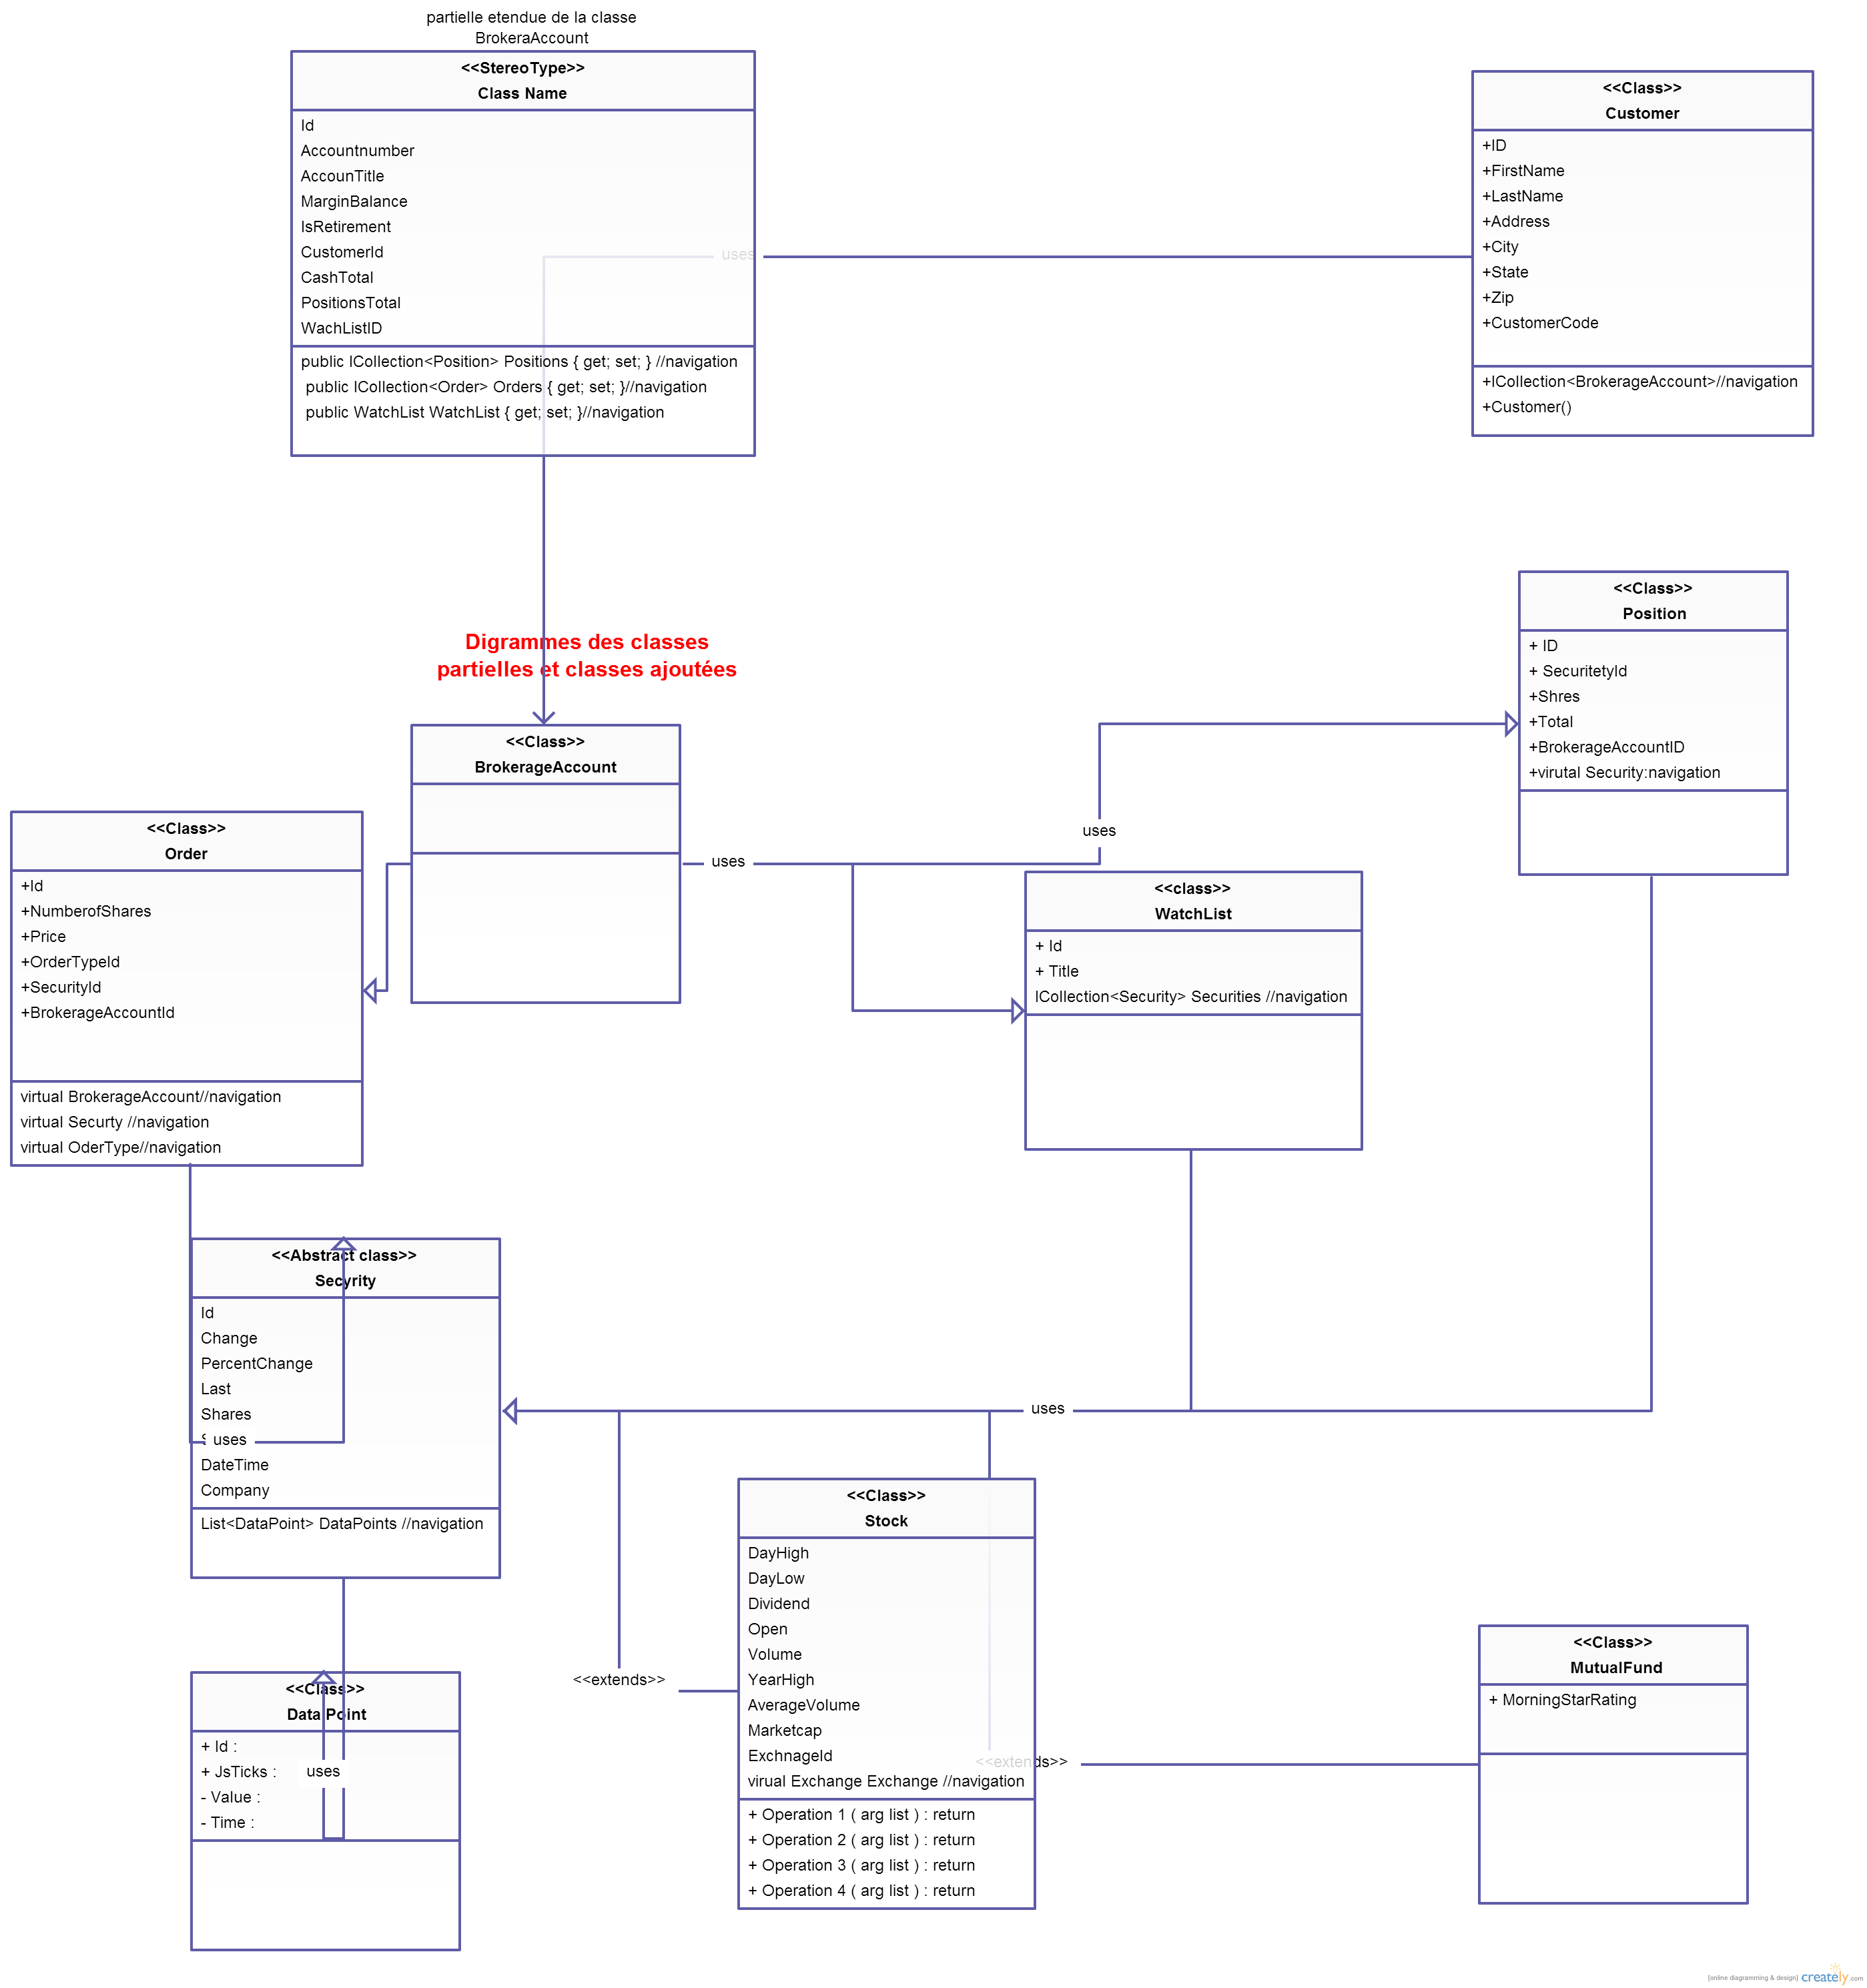 partielle etendue de la classe
BrokeraAccount
<<StereoType>>
Class Name
Id
Accountnumber
AccounTitle
MarginBalance
IsRetirement
CustomerId
CashTotal
PositionsTotal
WachListID
public ICollection<Position> Positions { get; set; } //navigation
public ICollection<Order> Orders { get; set; }//navigation
public WatchList WatchList { get; set; }//navigation
uses
<<Class>>
Customer
+ID
+FirstName
+LastName
+Address
+City
+State
+Zip
+CustomerCode
+ICollection<BrokerageAccount>//navigation
+Customer()
Digrammes des classes
partielles et classes ajoutées
<<Class>>
Position
+ ID
+ SecuritetyId
+Shres
+Total
+BrokerageAccountID
+virutal Security:navigation
<<Class>>
BrokerageAccount
uses
uses
<<Class>>
Order
+Id
+NumberofShares
+Price
+OrderTypeId
+SecurityId
+BrokerageAccountId
virtual BrokerageAccount//navigation
virtual Securty //navigation
virtual OderType//navigation
<<class>>
WatchList
+ Id
+ Title
ICollection<Security> Securities //navigation
<<Abstract class>>
Secyrity
Id
Change
PercentChange
Last
Shares
uses
DateTime
Company
List<DataPoint> DataPoints //navigation
uses
<<Class>>
Stock
DayHigh
DayLow
Dividend
Open
Volume
YearHigh
AverageVolume
Marketcap
ExchnageId
virual Exchange Exchange //navigation
+ Operation 1 ( arg list ) : return
+ Operation 2 ( arg list ) : return
+ Operation 3 ( arg list ) : return
+ Operation 4 ( arg list ) : return
<<extends>>
<<extends>>
<<Class>>
MutualFund
+ MorningStarRating
<<Class>>
Data Point
+ Id :
+ JsTicks :
- Value :
- Time :
uses
[online diagramming & design] creately.com